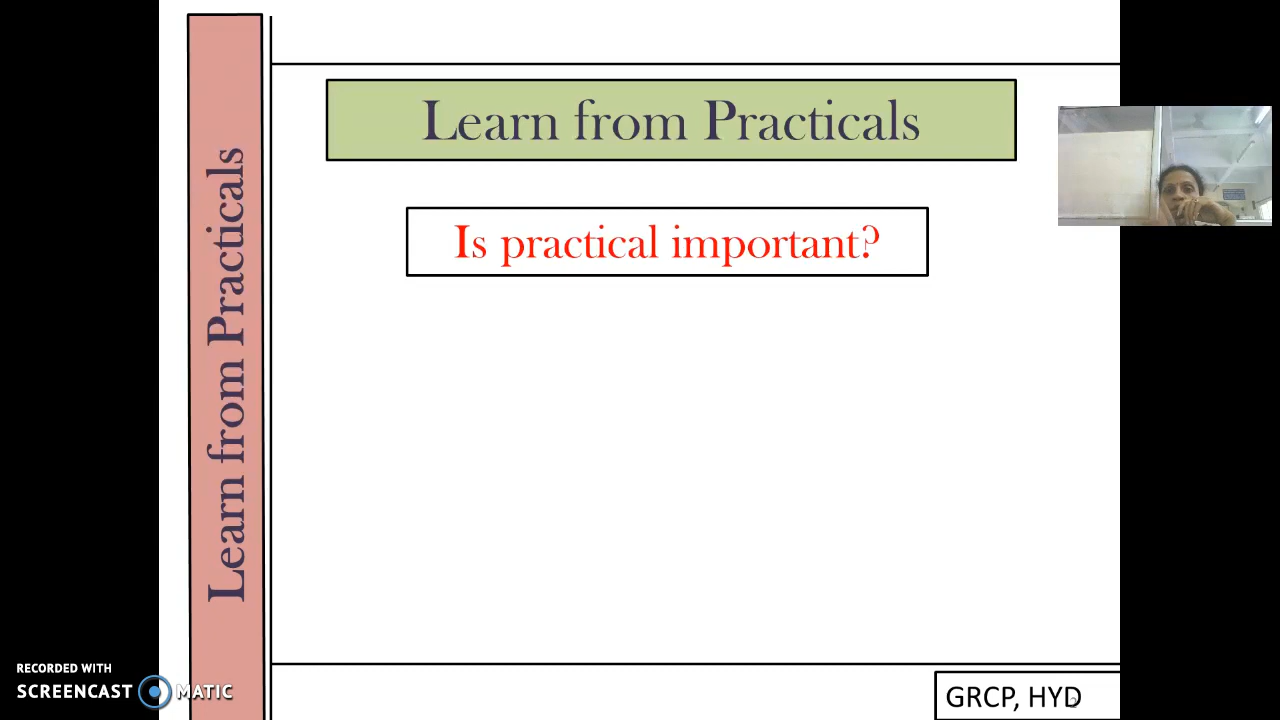 Learn from Practicals
Learn from Practicals
Is practical important?
GRCP, HYD
RECORDED WITH
SCREENCAST MATIC